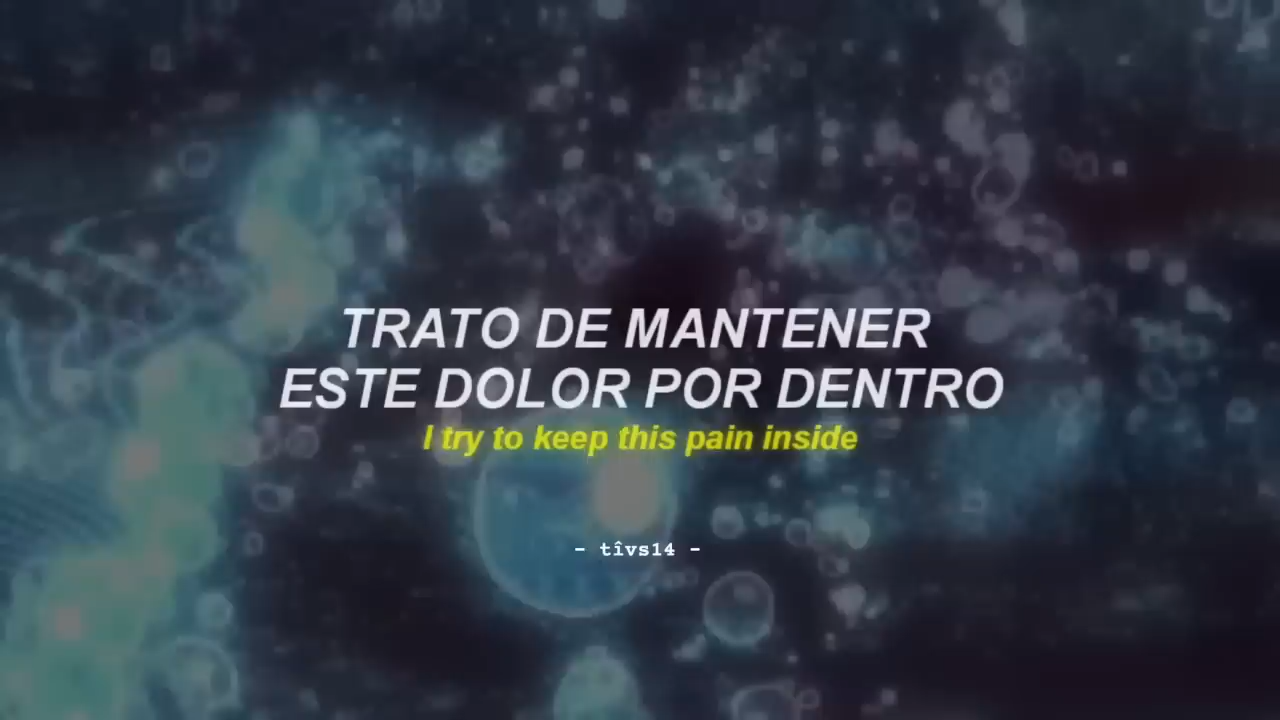 TRATO DE MANTENER
ESTE DOLOR POR DENTRO
I try to keep this pain inside
- tîvs14 -